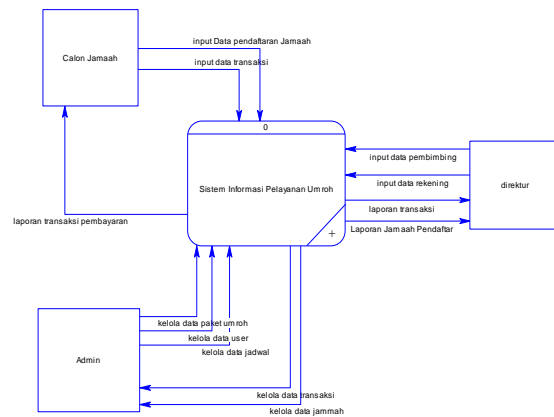 input Data pendaftaran Jamaah
Calon Jamaah
input data transaksi
0
input data pembimbing
input data rekening
Sistem Informasi Pelayanan Umroh
direktur
laporan transaksi
laporan transaksi pembayaran
Laporan Jamaah Pendaftar
+
kelola data paket umroh
kelola data user
kelola data jadwal
Admin
kelola data transaksi
kelola data jammah